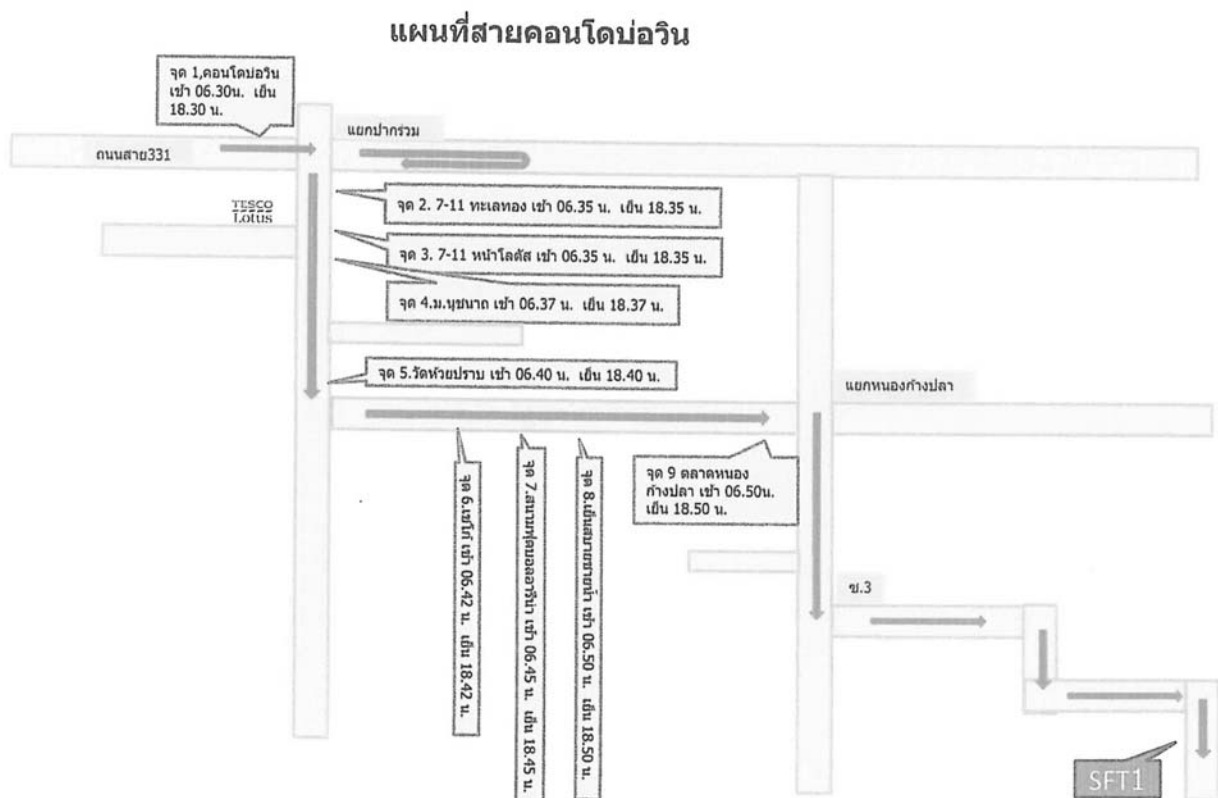 แผนที่สายคอนโดบ่อวิน
จุด 1,คอนโดบ่อวิน
เช้า 06.30น. เย็น
18.30 น.
แยกปากร่วม
ถนนสาย331
TESCO
Lotus
จุด 2. 7-11 ทะเลทอง เช้า 06.35 น. เย็น 18.35 น.
จุด 3. 7-11 หน้าโลตัส เช้า 06.35 น. เย็น 18.35 น.
จุด 4.ม.นุชนาถ เช้า 06.37 น. เย็น 18.37 น.
จุด 5.วัดห้วยปราบ เช้า 06.40 น. เย็น 18.40 น.
แยกหนองก้างปลา
จุด 6.เชโก้ เช้า 06.42 น. เย็น 18.42 น.
จุด 7.สนามฟุตบอลอารีน่า เช้า 06.45 น. เย็น 18.45 น.
จุด 8.เย็นสบายชายน้ำ เช้า 06.50 น. เย็น 18.50 น.
จุด 9 ตลาดหนอง
ก้างปลา เช้า 06.50น.
เย็น 18.50 น.
ซ.3
SFT1